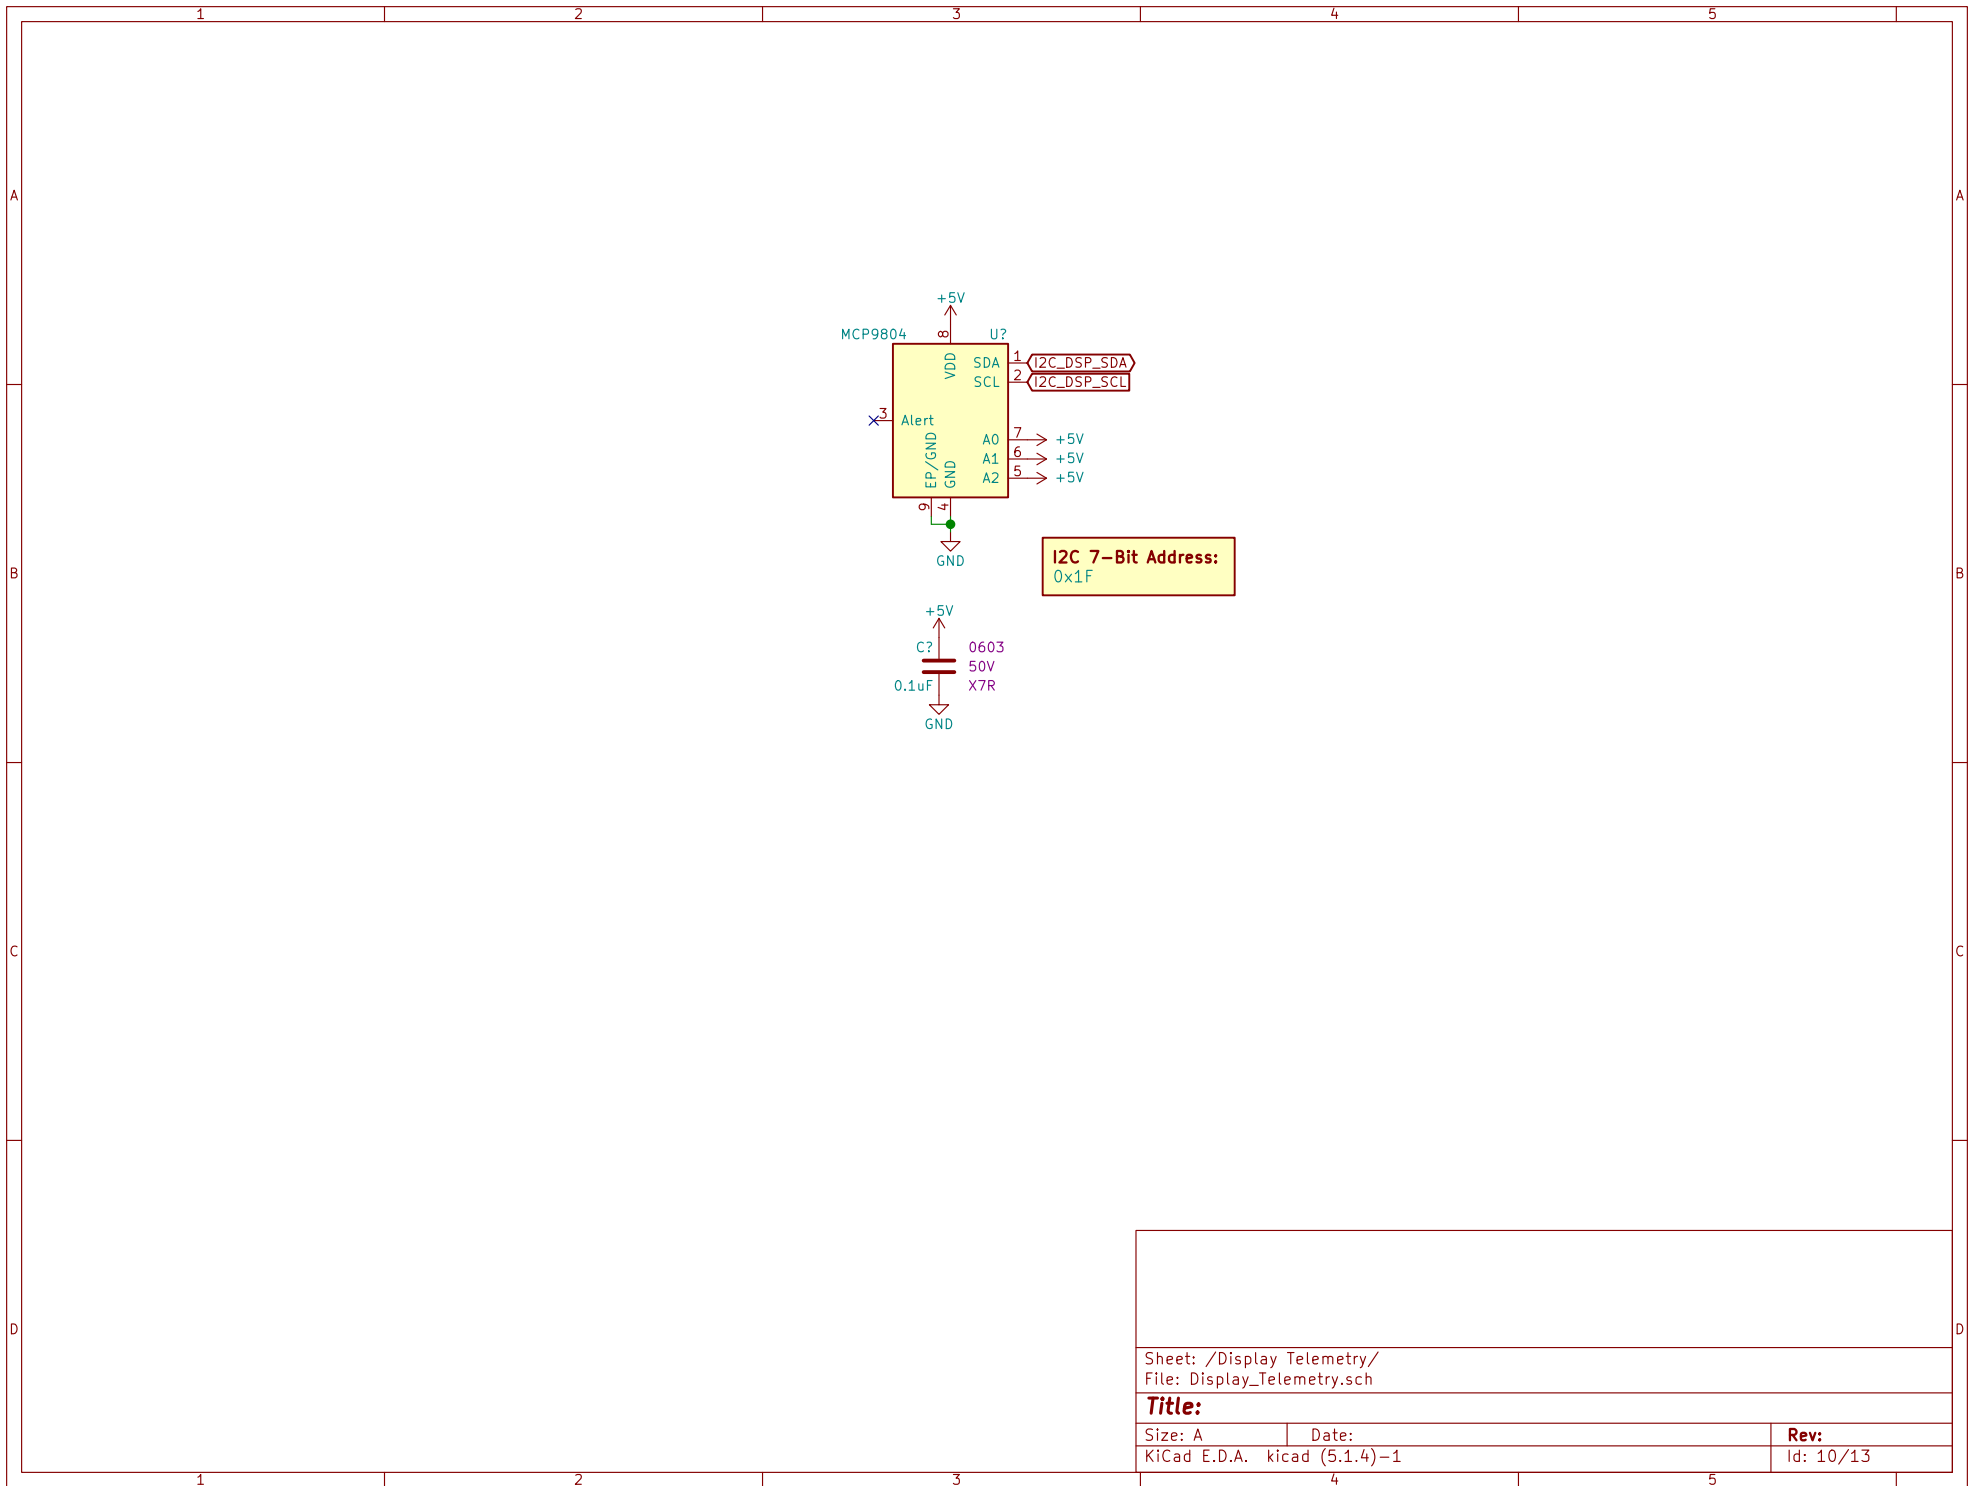 1 2 3 4 5
A A
+5V
MCP9804 U?
8
VDD
SDA 1 I2C_DSP_SDA
SCL 2 I2C_DSP_SCL
3 Alert
A0 7 +5V
A1 6 +5V
A2 5 +5V
EP/GND
GND
9 4
GND
I2C 7-Bit Address:
0x1F
B B
+5V
C? 0603
50V
0.1uF X7R
GND
C C
D D
Sheet: /Display Telemetry/
File: Display_Telemetry.sch
Title:
Size: A Date: Rev:
KiCad E.D.A. kicad (5.1.4)-1 Id: 10/13
1 2 3 4 5